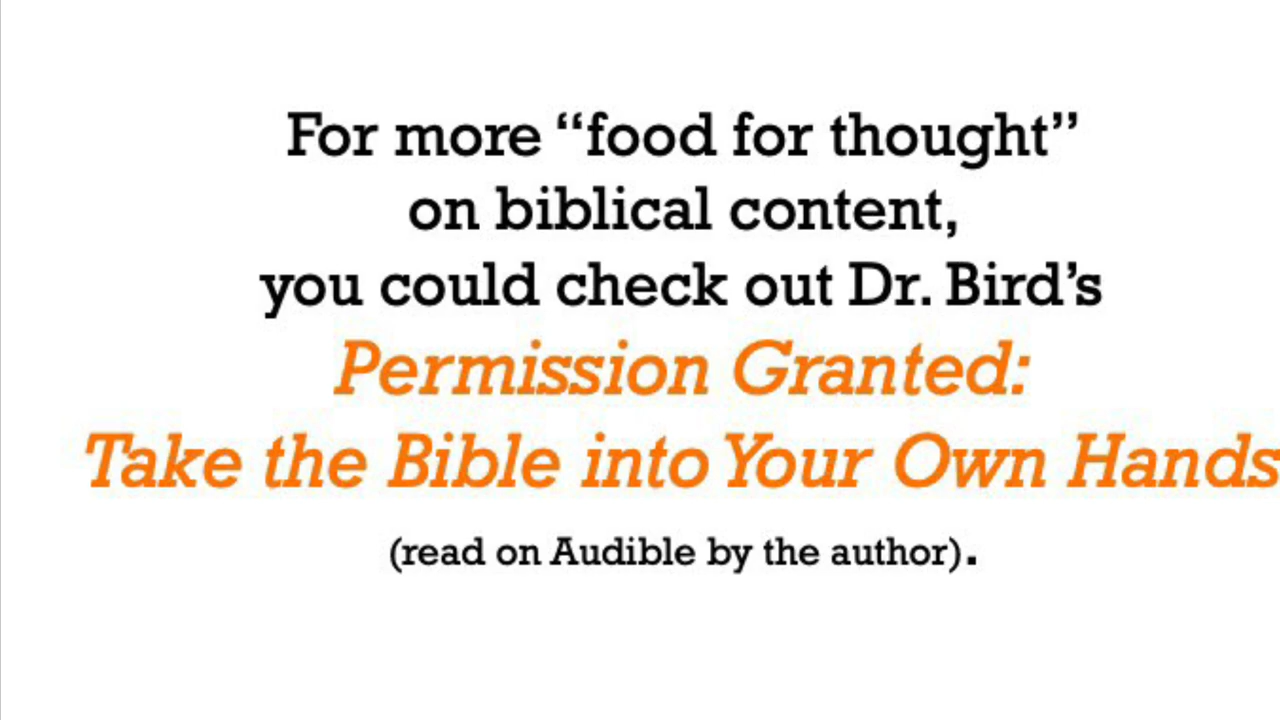 For more “food for thought”
on biblical content,
you could check out Dr. Bird’s
Permission Granted:
Take the Bible into Your Own Hands
(read on Audible by the author).